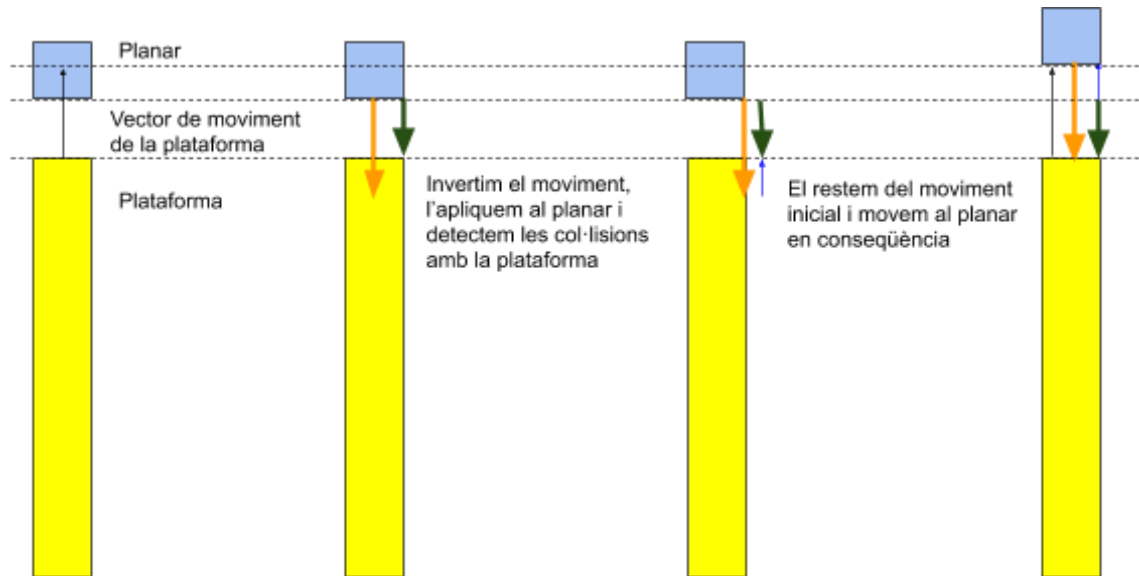 Planar
Vector de moviment
de la plataforma
Plataforma
Invertim el moviment,
l'apliquem al planar i
detectem les col·lisions
amb la plataforma
El restem del moviment
inicial i movem al planar
en conseqüència